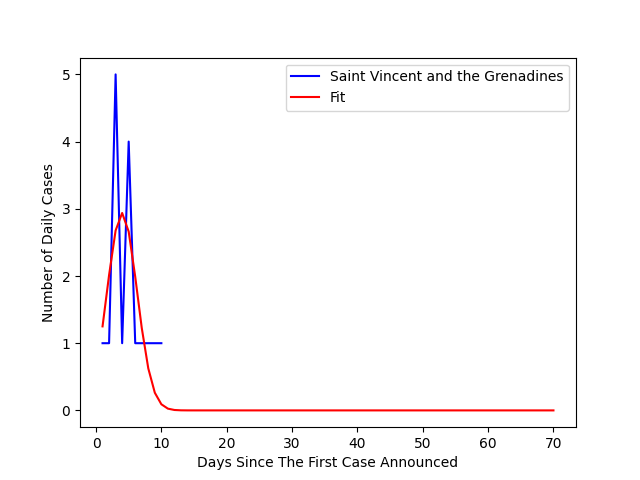 Saint Vincent and the Grenadines
Fit
Number of Daily Cases
5
4
3
2
1
0
0 10 20 30 40 50 60 70
Days Since The First Case Announced